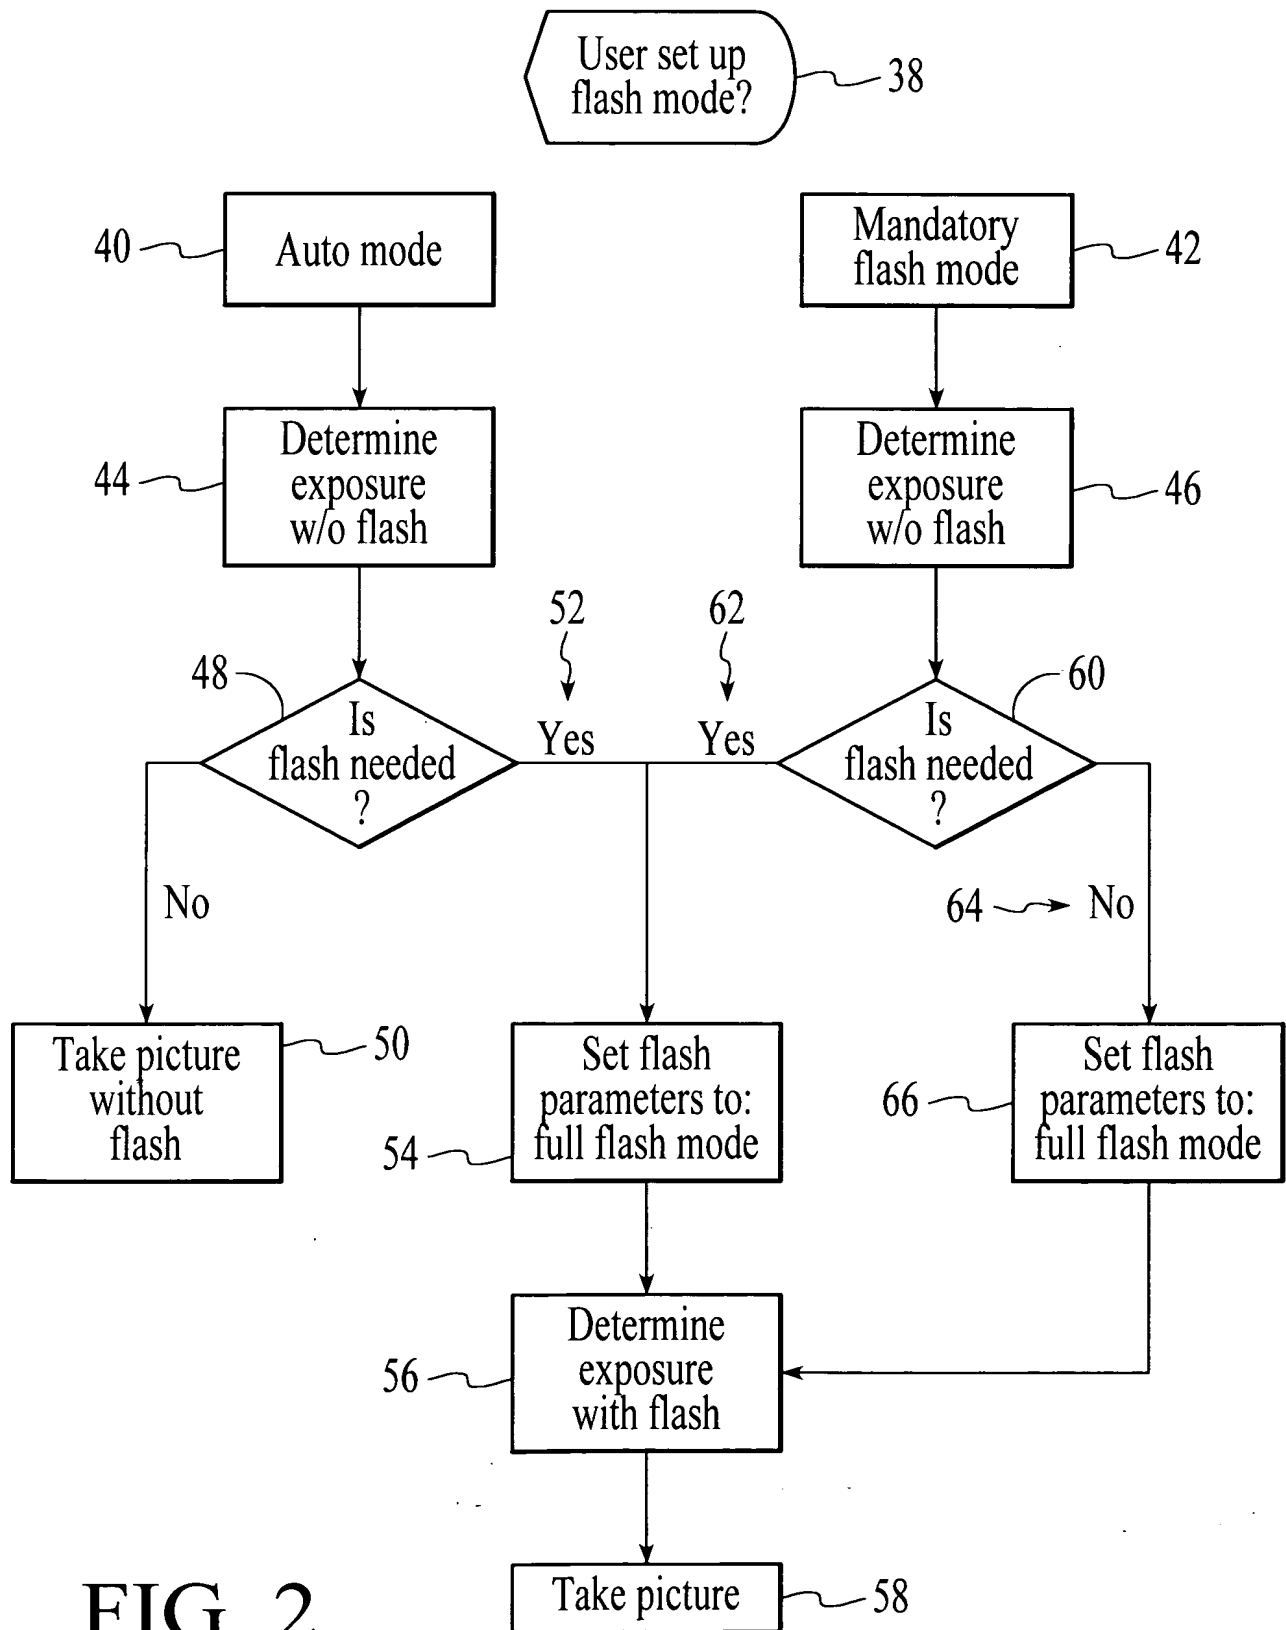 User set up
flash mode?
38
40
Auto mode
Mandatory
flash mode
42
44
Determine
exposure
w/o flash
Determine
exposure
w/o flash
46
52
62
48
Is
flash needed
?
Yes
Yes
Is
flash needed
?
60
No
64
No
Take picture
without
flash
50
54
Set flash
parameters to:
full flash mode
66
Set flash
parameters to:
full flash mode
56
Determine
exposure
with flash
Take picture
58
FIG. 2